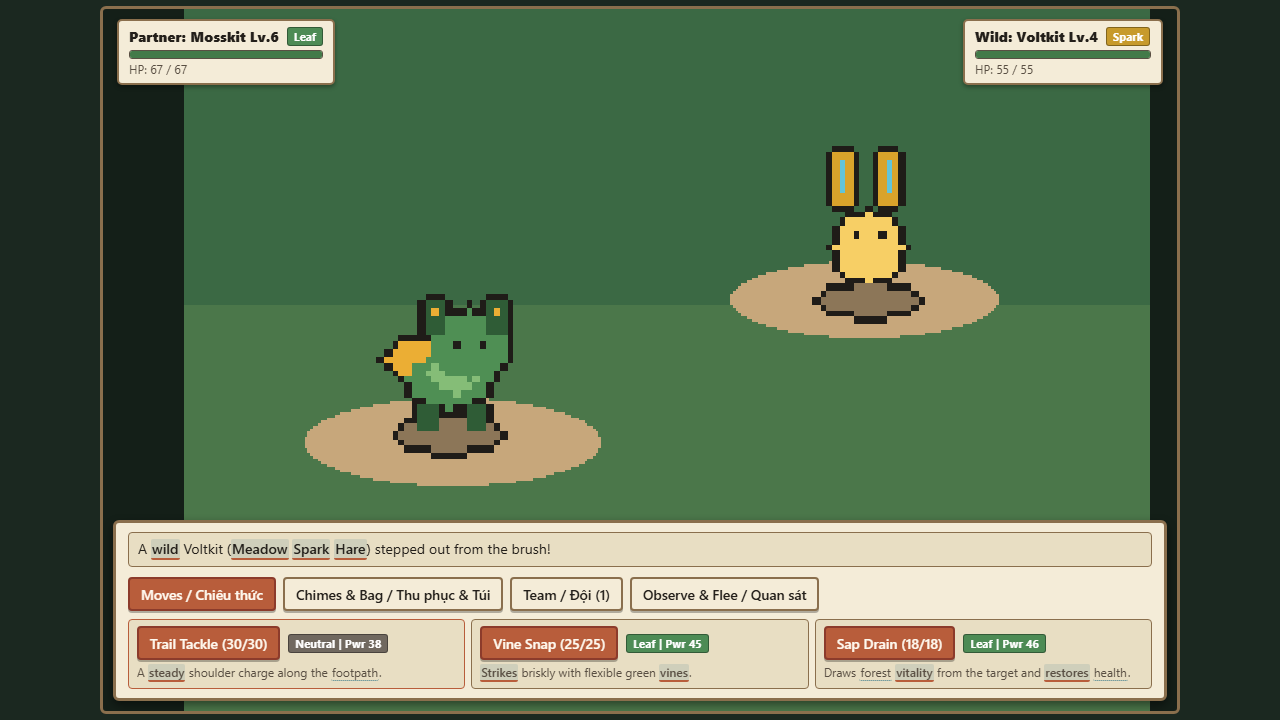 Partner: Mosskit Lv.6 Leaf
HP: 67 / 67
Wild: Voltkit Lv.4 Spark
HP: 55 / 55
A wild Voltkit (Meadow Spark Hare) stepped out from the brush!
Moves / Chiêu thức
Chimes & Bag / Thu phục & Túi
Team / Đội (1)
Observe & Flee / Quan sát
Trail Tackle (30/30) Neutral | Pwr 38
A steady shoulder charge along the footpath.
Vine Snap (25/25) Leaf | Pwr 45
Strikes briskly with flexible green vines.
Sap Drain (18/18) Leaf | Pwr 46
Draws forest vitality from the target and restores health.